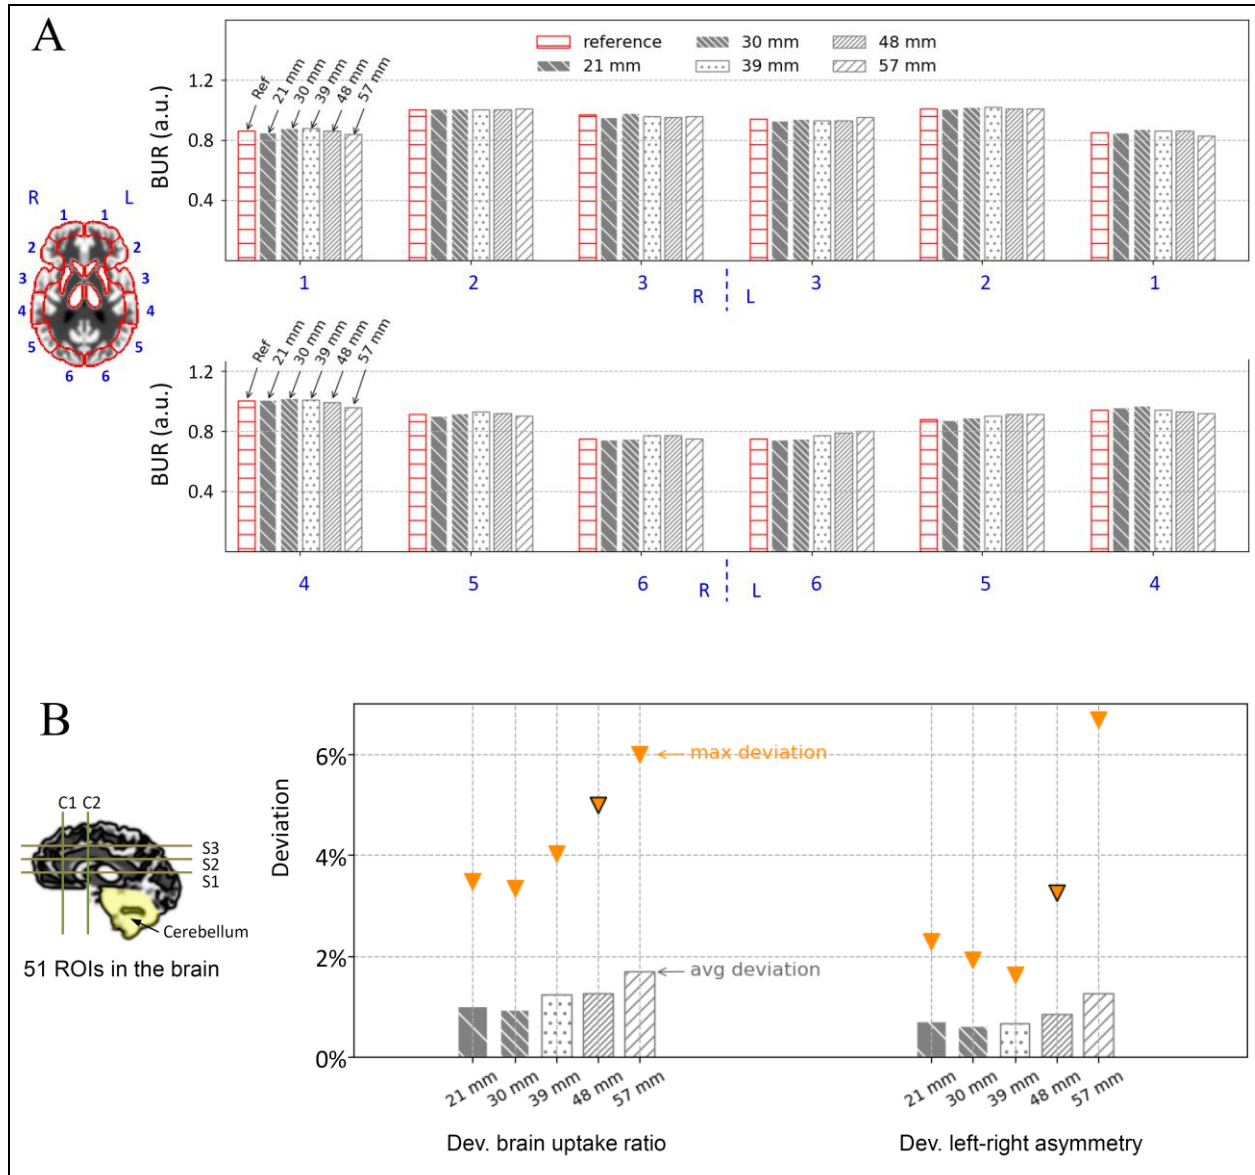 A
reference
30 mm
48 mm
21 mm
39 mm
57 mm
BUR (a.u.)
1.2
0.8
0.4
Ref
21 mm
30 mm
39 mm
48 mm
57 mm
1
2
3
R
L
3
2
1
R
L
1
1
2
2
3
3
4
4
5
5
6
6
BUR (a.u.)
1.2
0.8
0.4
Ref
21 mm
30 mm
39 mm
48 mm
57 mm
4
5
6
R
L
6
5
4
B
C1 C2
S3
S2
S1
Cerebellum
51 ROIs in the brain
Deviation
6%
4%
2%
0%
max deviation
avg deviation
21 mm
30 mm
39 mm
48 mm
57 mm
21 mm
30 mm
39 mm
48 mm
57 mm
Dev. brain uptake ratio
Dev. left-right asymmetry